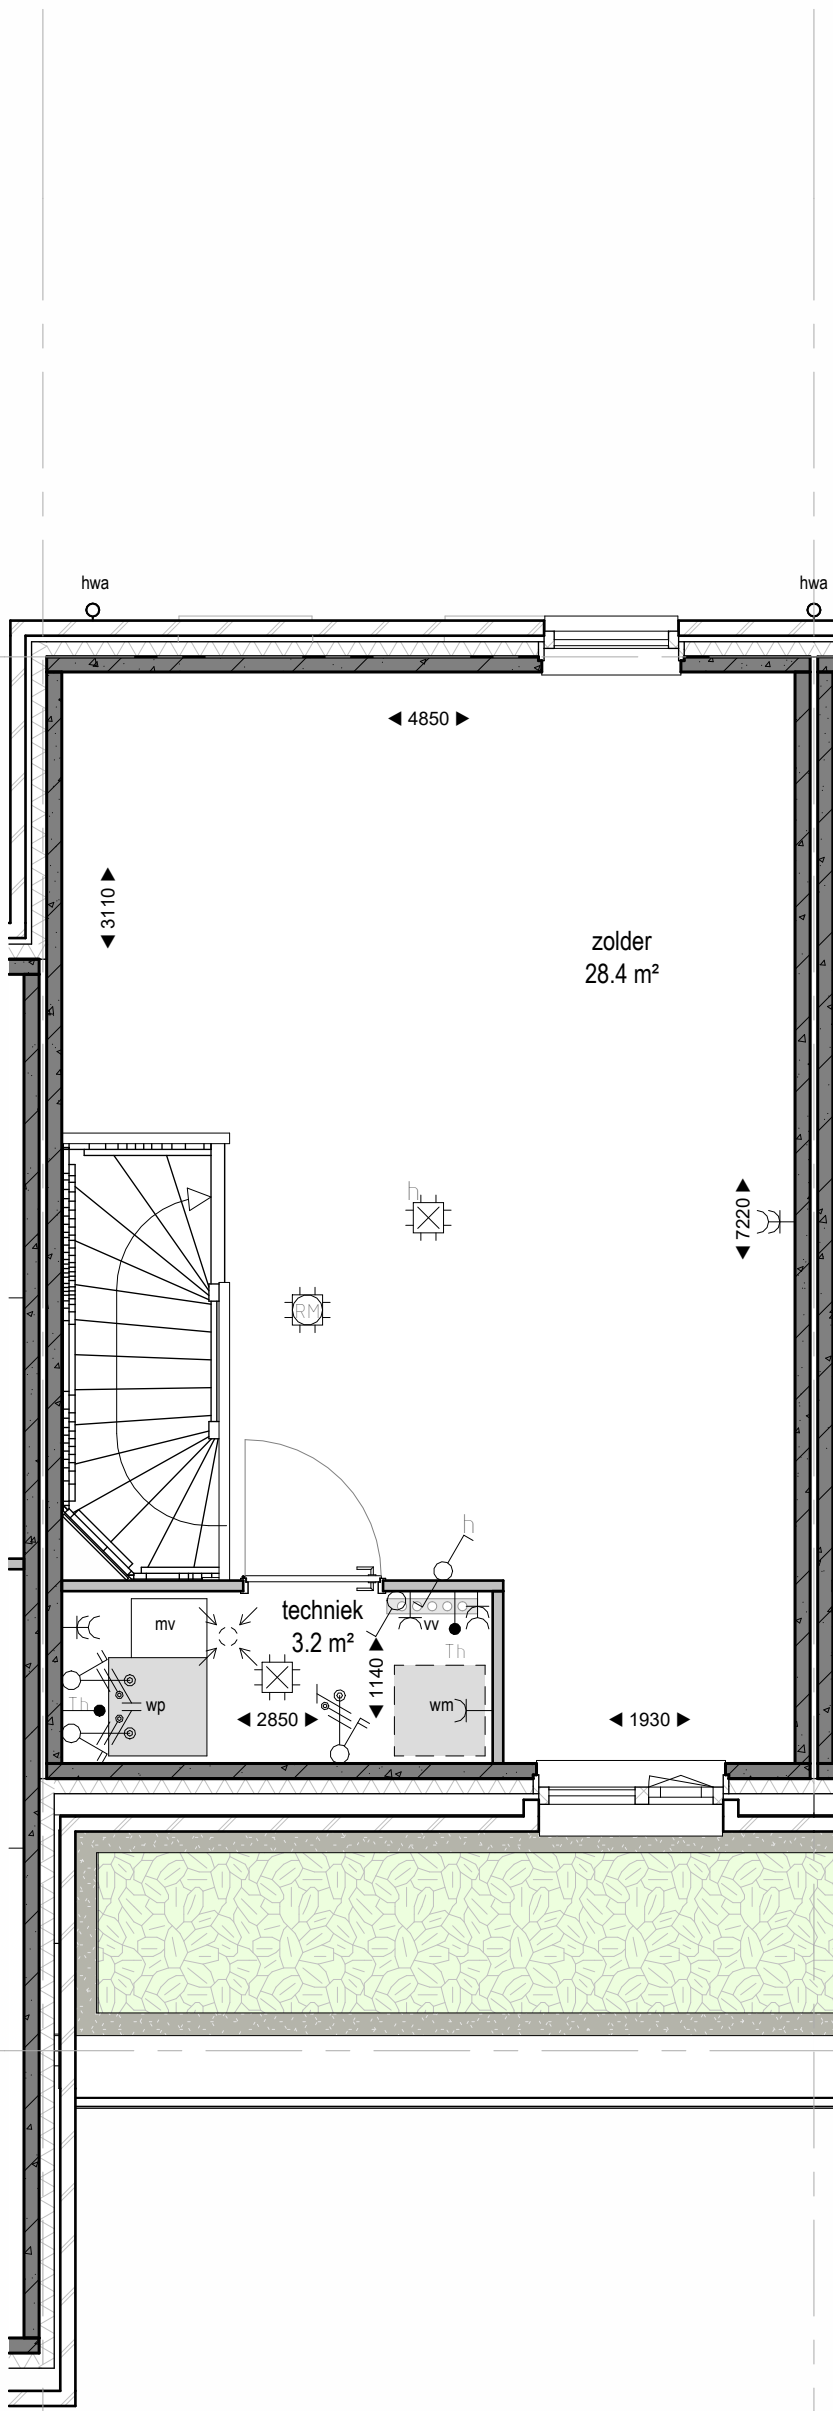 hwa
hwa
4850
3110
zolder
28.4 m²
h
7220
RM
h
techniek
3.2 m²
mv
vv
Th
1140
Th
wp
2850
wm
1930